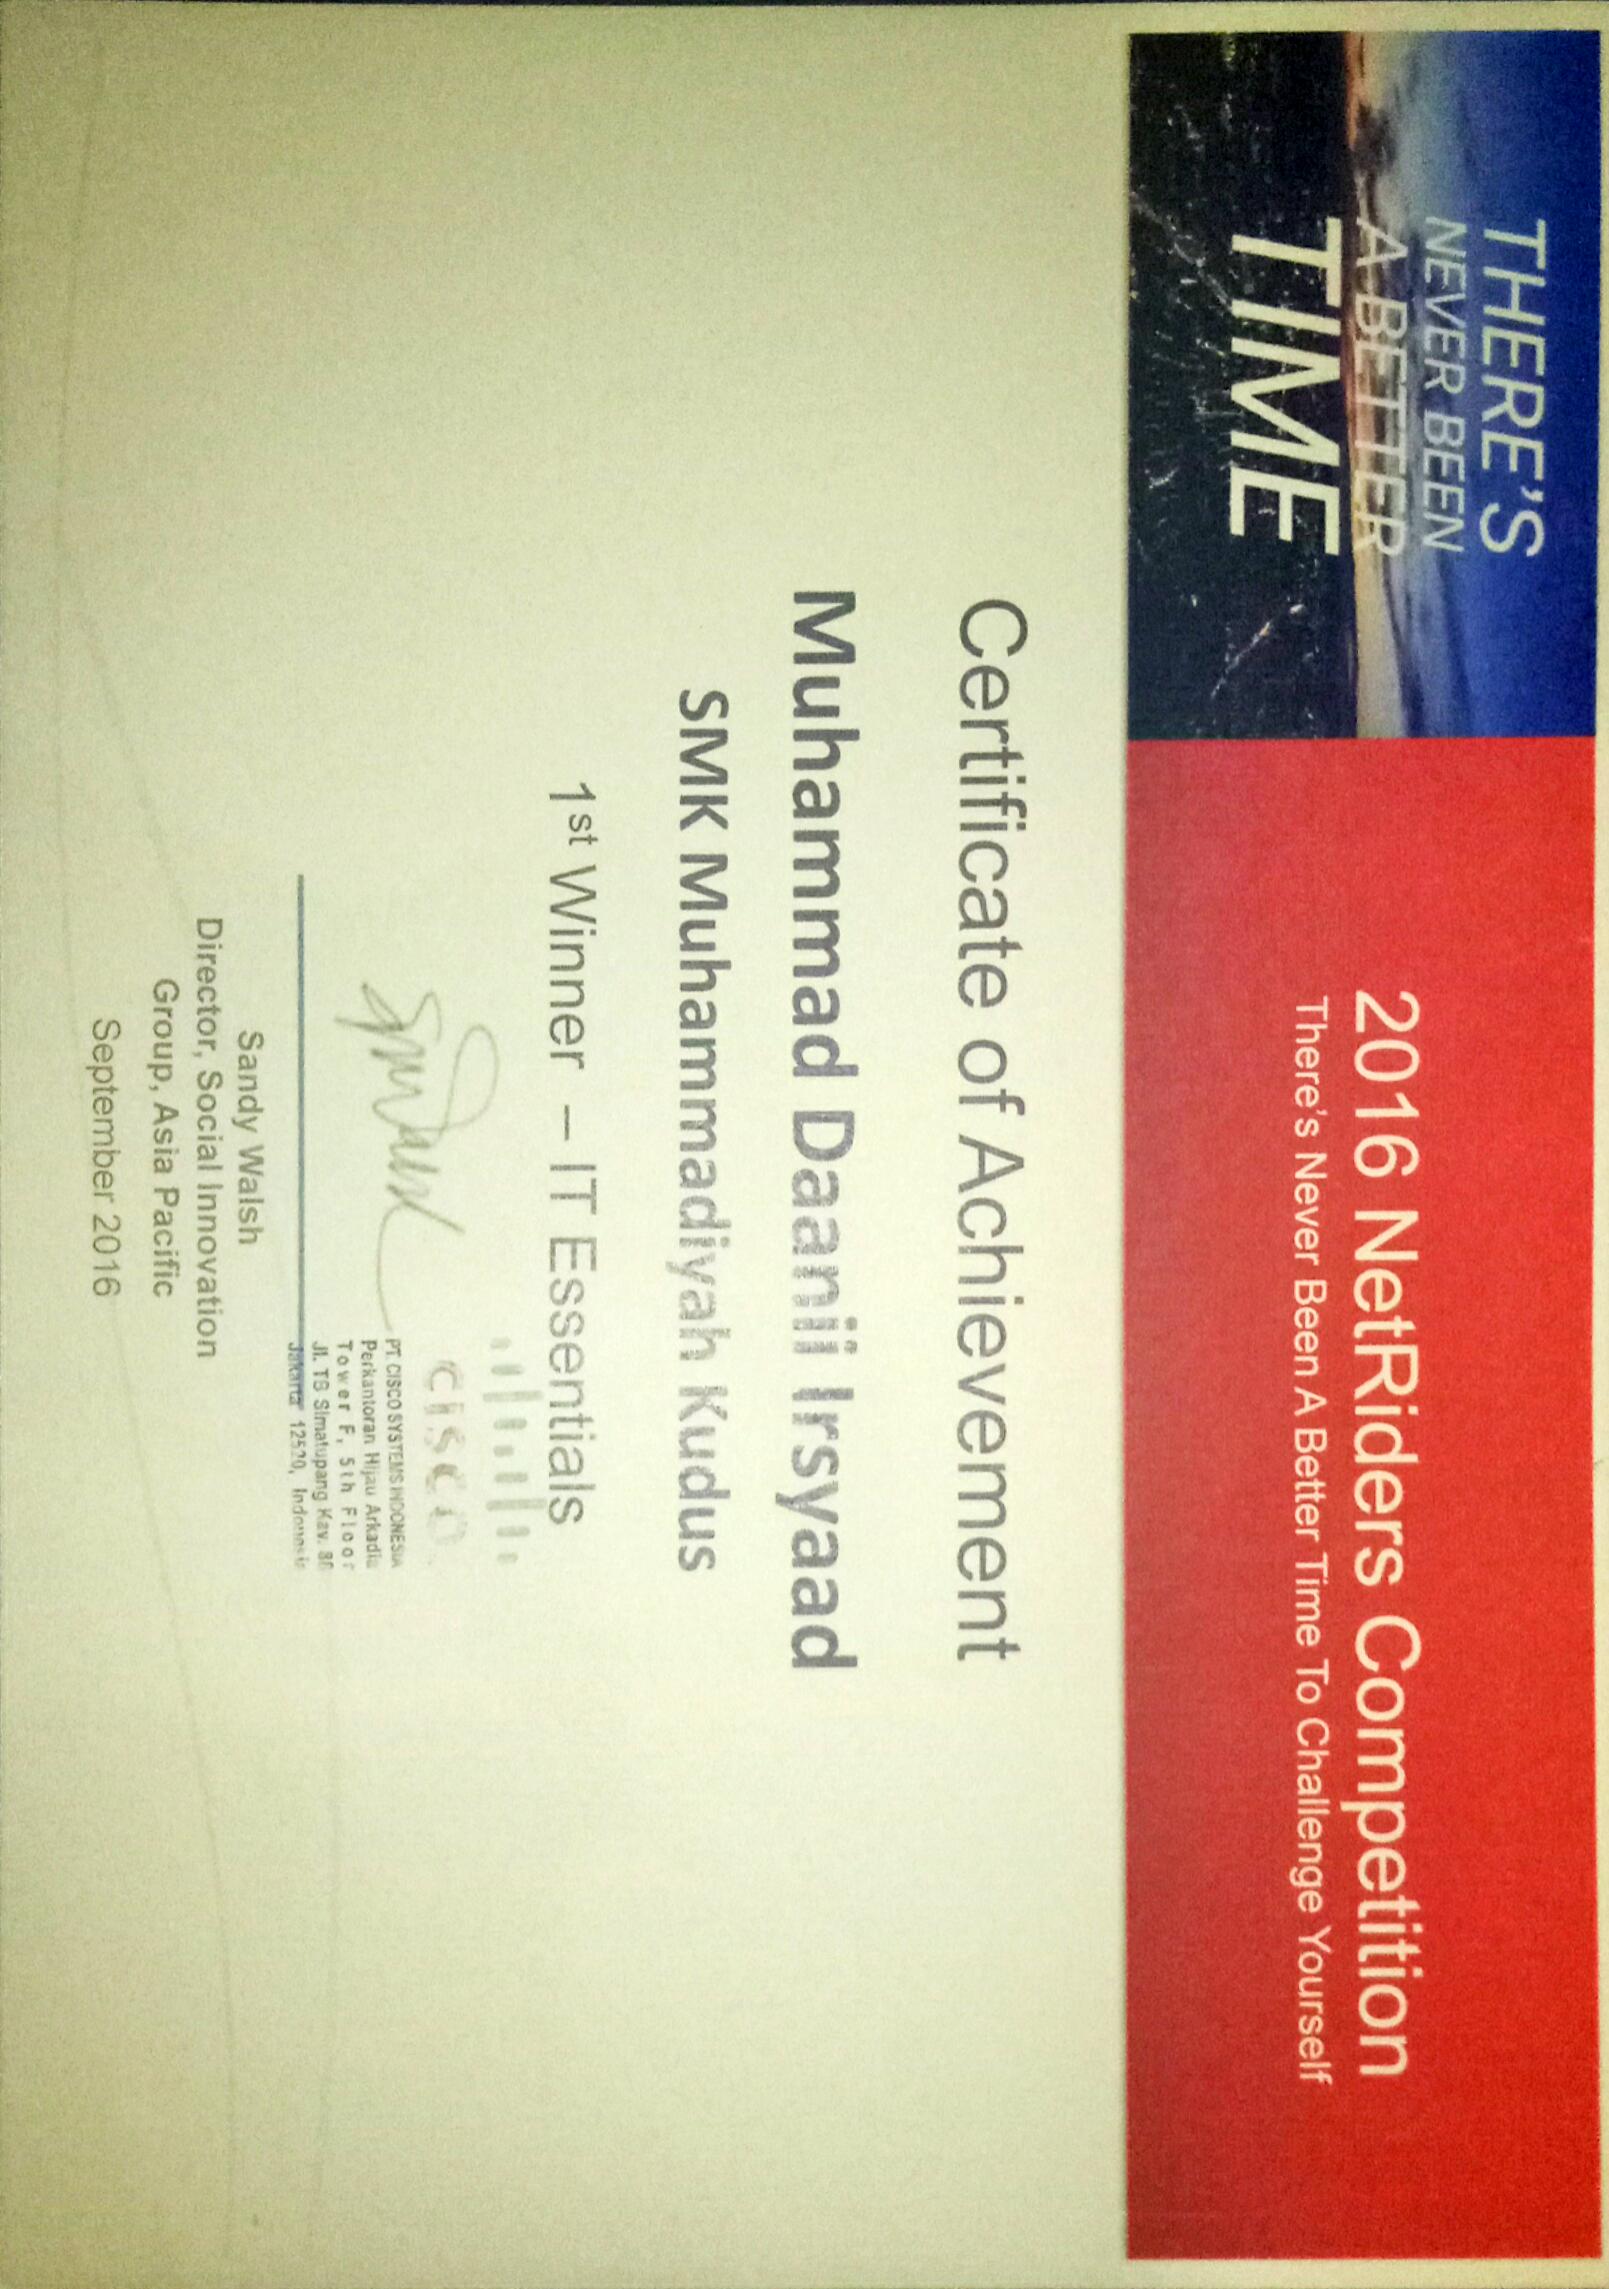 THERE'S
NEVER BEEN
A BETTER
TIME
2016 NetRiders Competition
There's Never Been A Better Time To Challenge Yourself
Certificate of Achievement
Muhammad Daanii Irsyaad
SMK Muhammadiyah Kudus
1st Winner – IT Essentials
CISCO
PT. CISCO SYSTEMS INDONESIA
Perkantoran Hijau Arkadia
Tower F, 5th Floor
Jl. TB Simatupang Kav. 88
Jakarta 12520, Indonesia
Sandy Walsh
Director, Social Innovation
Group, Asia Pacific
September 2016